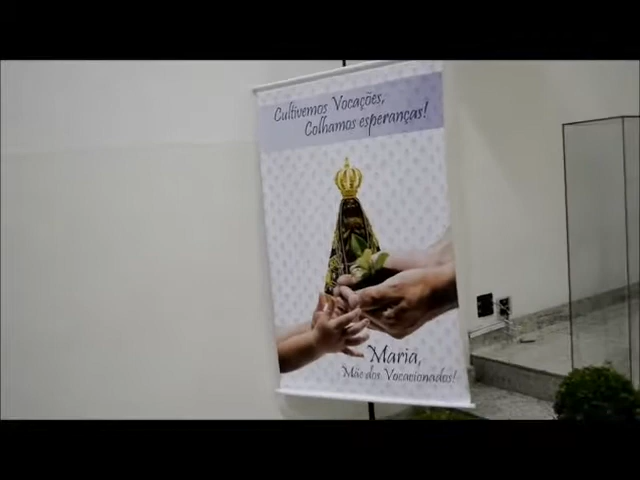 Cultivemos Vocações,
Colhamos esperanças!
Maria,
Mãe dos Vocacionados!